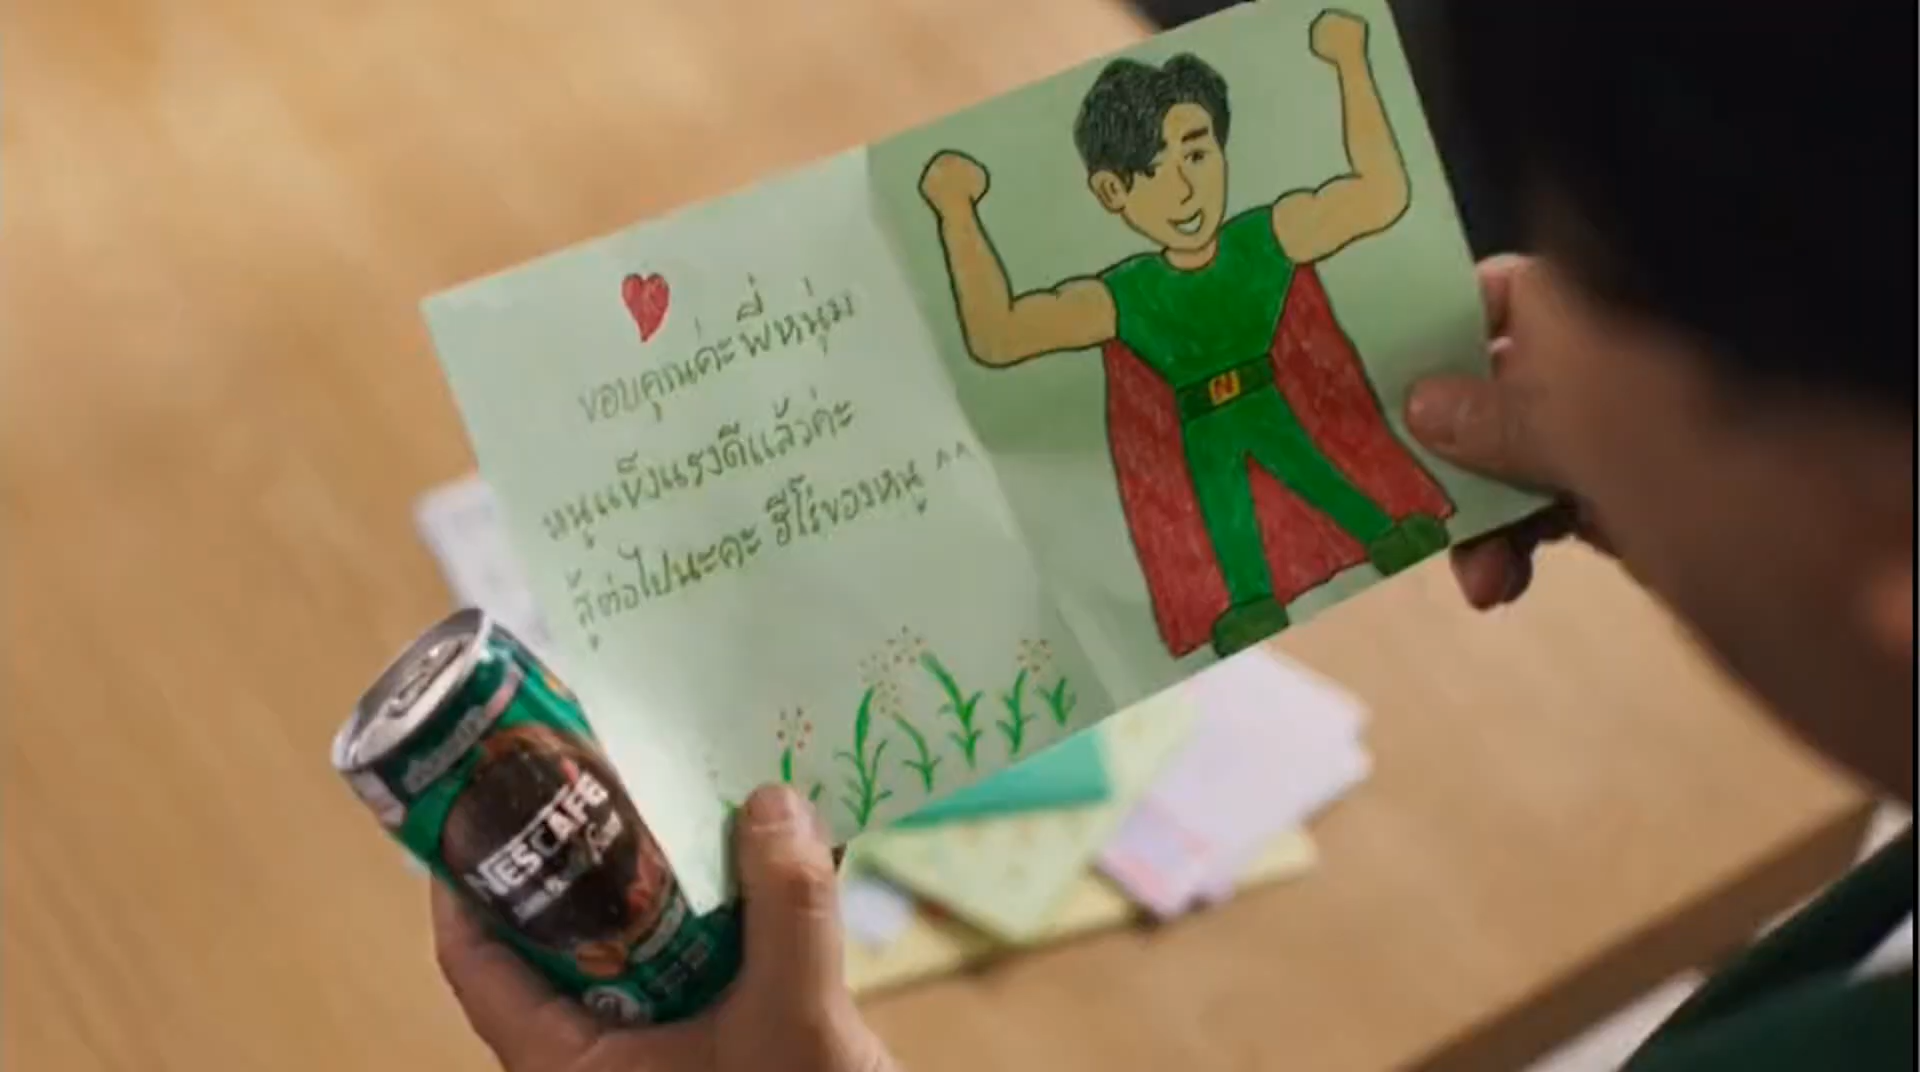 ขอบคุณค่ะพี่หนุ่ม
หนูแข็งแรงดีแล้วค่ะ
สู้ต่อไปนะคะ ฮีโร่ของหนู ^^
N
NESCAFÉ